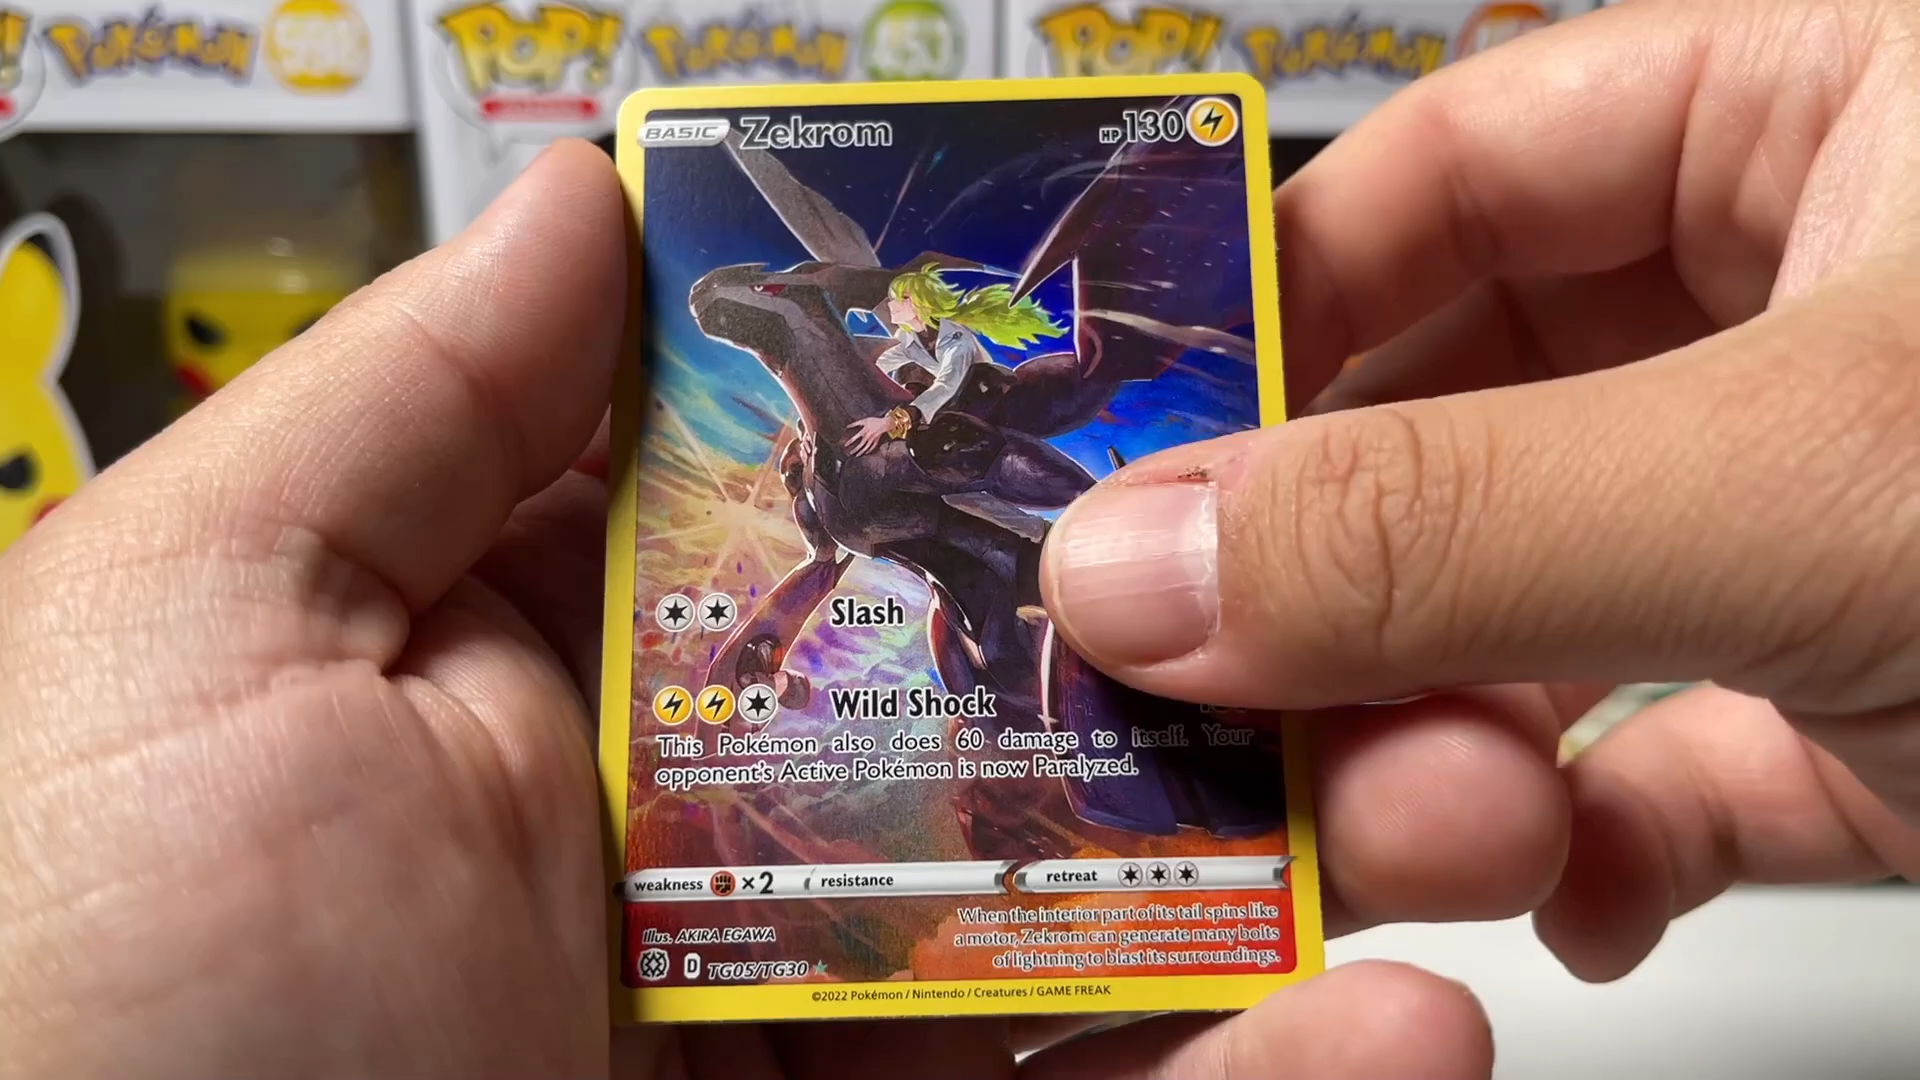 POKÉMON
POP!
POKÉMON
POP!
POKÉMON
BASIC Zekrom HP 130
Slash
Wild Shock
This Pokémon also does 60 damage to itself. Your
opponent's Active Pokémon is now Paralyzed.
weakness ×2 resistance retreat
When the interior part of its tail spins like
a motor, Zekrom can generate many bolts
of lightning to blast its surroundings.
Illus. AKIRA EGAWA
D TG05/TG30
©2022 Pokémon / Nintendo / Creatures / GAME FREAK